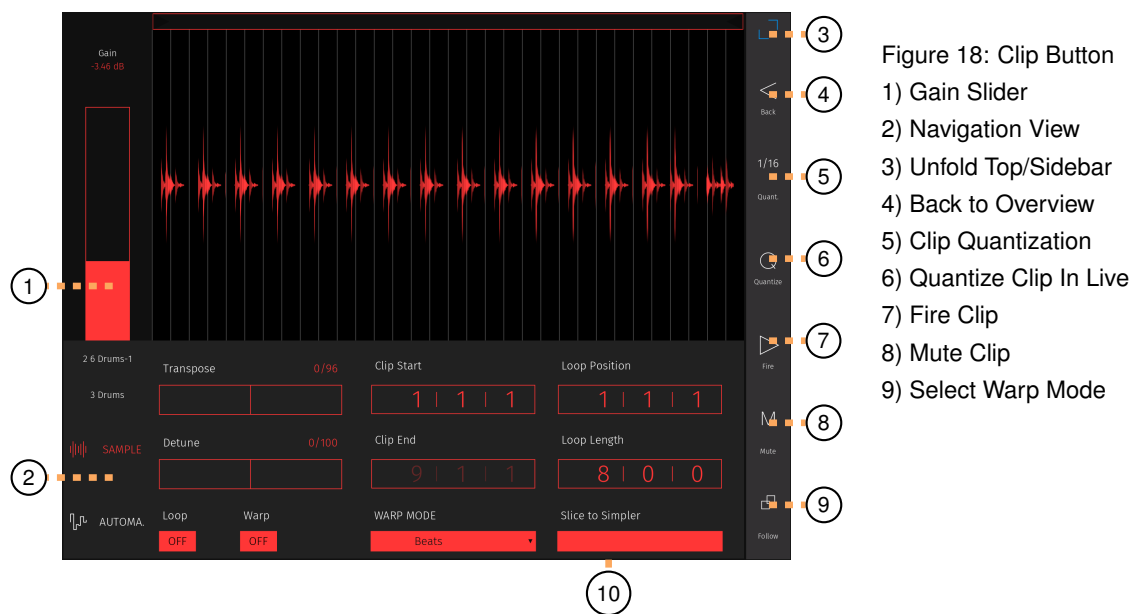 Gain
-3.46 dB
2 6 Drums-1
3 Drums
SAMPLE
AUTOMA.
Transpose 0/96
Detune 0/100
Loop Warp
OFF OFF
Clip Start
1 | 1 | 1
Clip End
9 | 1 | 1
WARP MODE
Beats
Loop Position
1 | 1 | 1
Loop Length
8 | 0 | 0
Slice to Simpler
Back
1/16
Quant.
Q
Quantize
Fire
M
Mute
Follow
1
2
3
4
5
6
7
8
9
10
Figure 18: Clip Button
1) Gain Slider
2) Navigation View
3) Unfold Top/Sidebar
4) Back to Overview
5) Clip Quantization
6) Quantize Clip In Live
7) Fire Clip
8) Mute Clip
9) Select Warp Mode